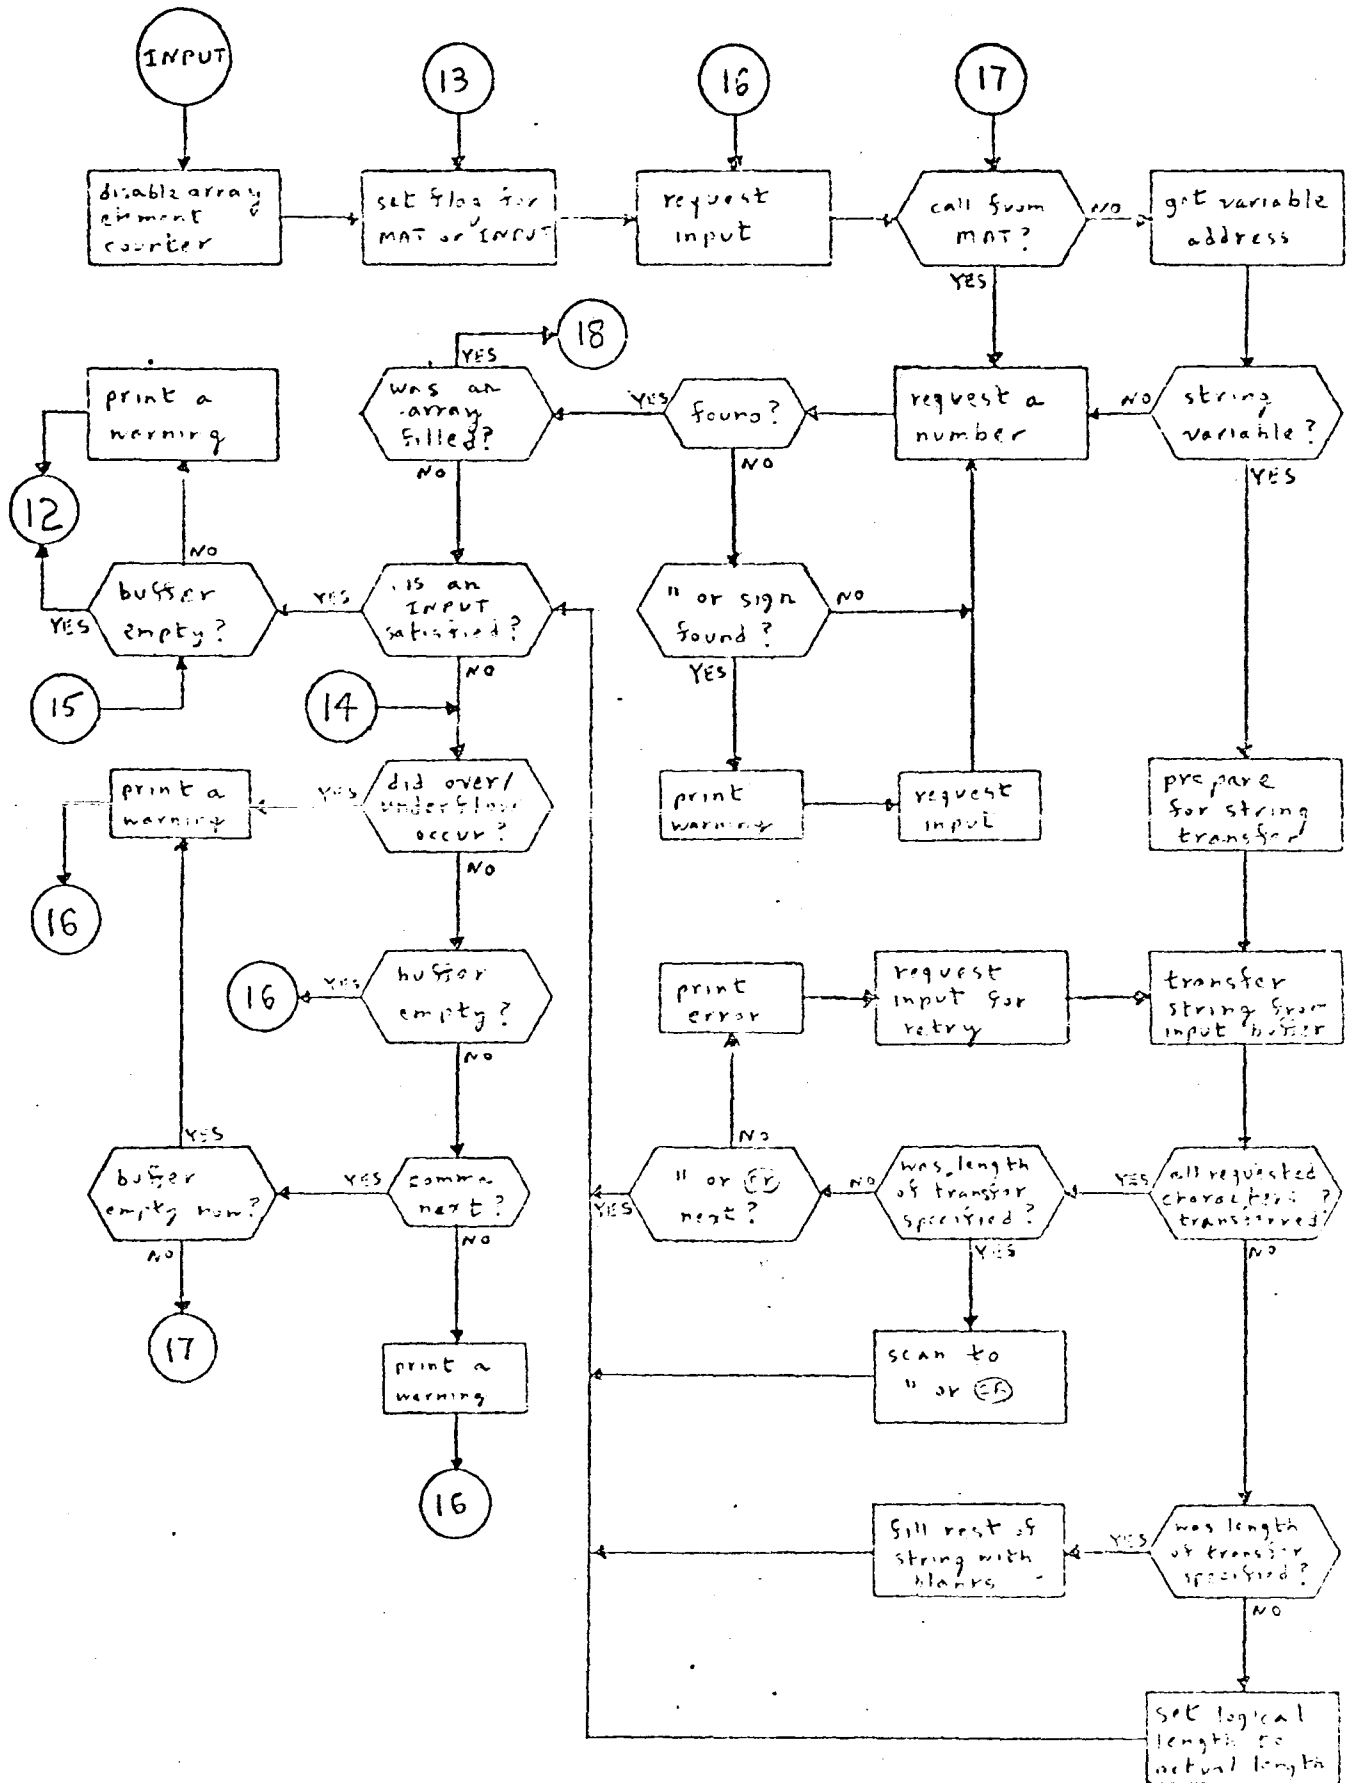 INPUT
13
16
17
disable array
element
counter
set flag for
MAT or INPUT
request
input
call from
MAT?
NO
get variable
address
YES
18
YES
print a
warning
was an
array
filled?
YES
found?
request a
number
NO
string
variable?
NO
NO
YES
12
NO
buffer
empty?
YES
YES
is an
INPUT
satisfied?
" or sign
found?
NO
NO
YES
15
14
print a
warning
YES
did over/
underflow
occur?
print
warning
request
input
prepare
for string
transfer
NO
16
16
YES
buffer
empty?
print
error
request
input for
retry
transfer
string from
input buffer
NO
YES
NO
buffer
empty now?
YES
comma
next?
YES
" or CR
next?
NO
was length
of transfer
specified?
YES
all requested
characters
transferred?
NO
NO
YES
NO
17
print a
warning
scan to
" or CR
16
fill rest of
string with
blanks
YES
was length
of transfer
specified?
NO
set logical
length to
actual length